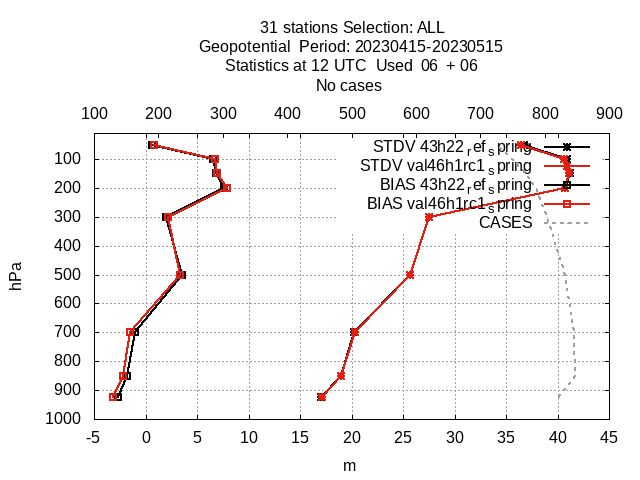 31 stations Selection: ALL
Geopotential  Period: 20230415-20230515
Statistics at 12 UTC  Used  06  + 06
No cases
100 200 300 400 500 600 700 800 900
STDV 43h22_ref_spring
STDV val46h1rc1_spring
BIAS 43h22_ref_spring
BIAS val46h1rc1_spring
CASES
100
200
300
400
500
600
700
800
900
1000
hPa
-5 0 5 10 15 20 25 30 35 40 45
m